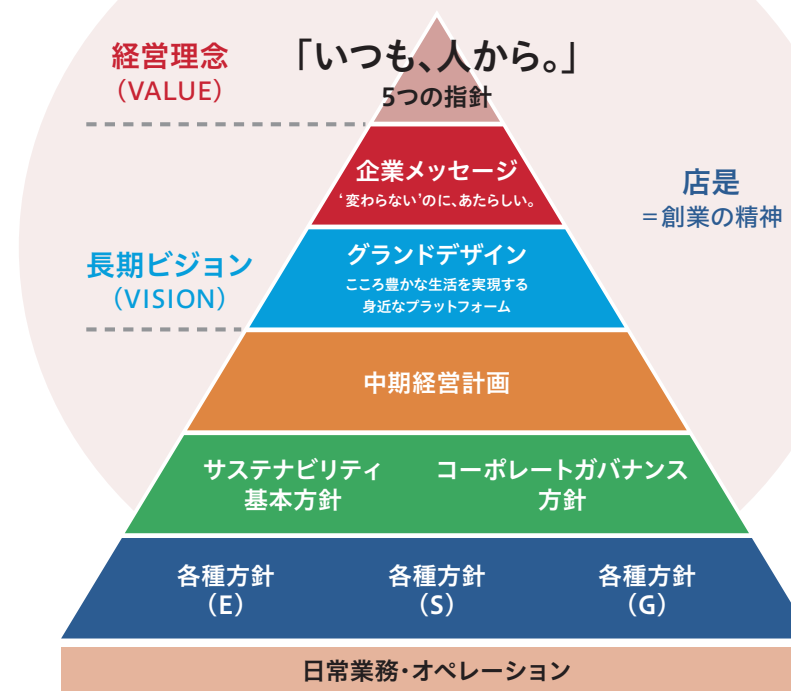 経営理念
（VALUE）
「いつも、人から。」
5つの指針
企業メッセージ
‘変わらない’のに、あたらしい。
店是
＝創業の精神
長期ビジョン
（VISION）
グランドデザイン
こころ豊かな生活を実現する
身近なプラットフォーム
中期経営計画
サステナビリティ
基本方針
コーポレートガバナンス
方針
各種方針
（E）
各種方針
（S）
各種方針
（G）
日常業務・オペレーション